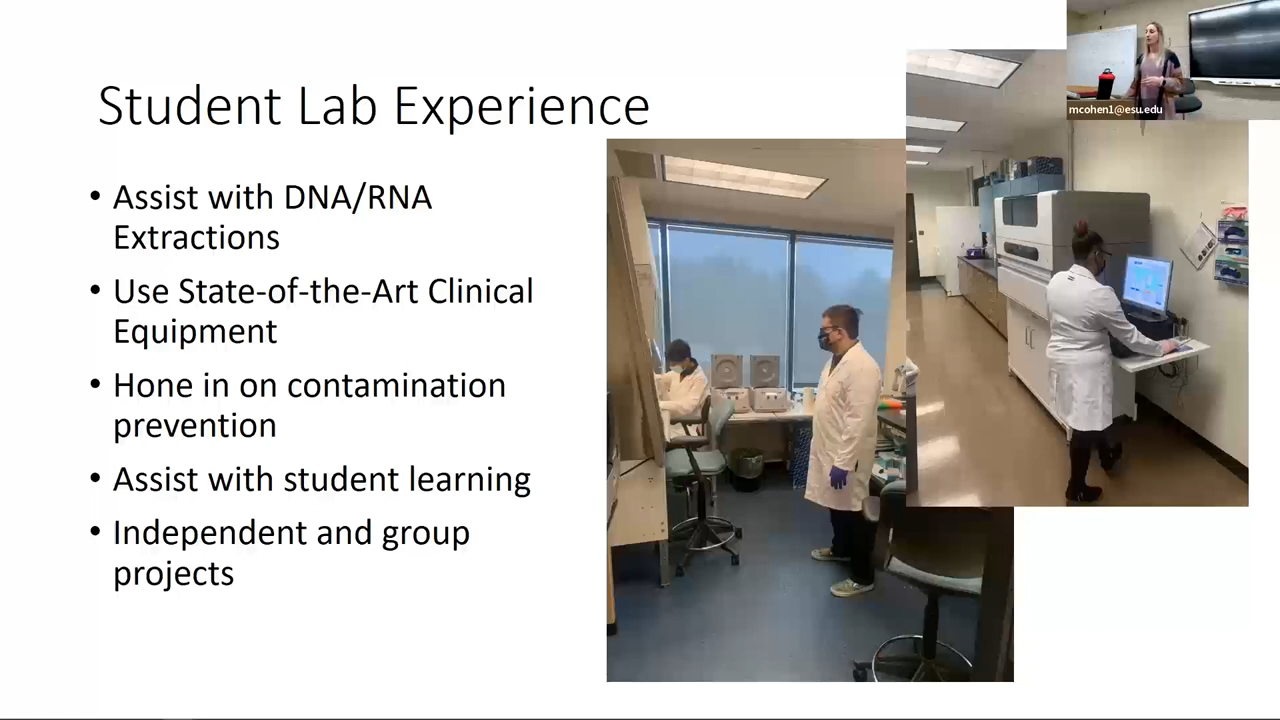 Student Lab Experience
• Assist with DNA/RNA
Extractions
• Use State-of-the-Art Clinical
Equipment
• Hone in on contamination
prevention
• Assist with student learning
• Independent and group
projects
mcohen1@esu.edu